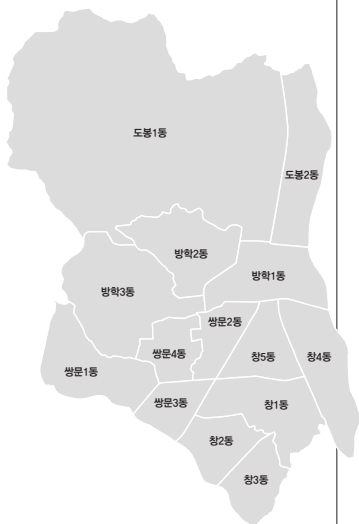 도봉1동
도봉2동
방학2동
방학1동
방학3동
쌍문2동
쌍문4동
창5동
창4동
쌍문1동
쌍문3동
창1동
창2동
창3동